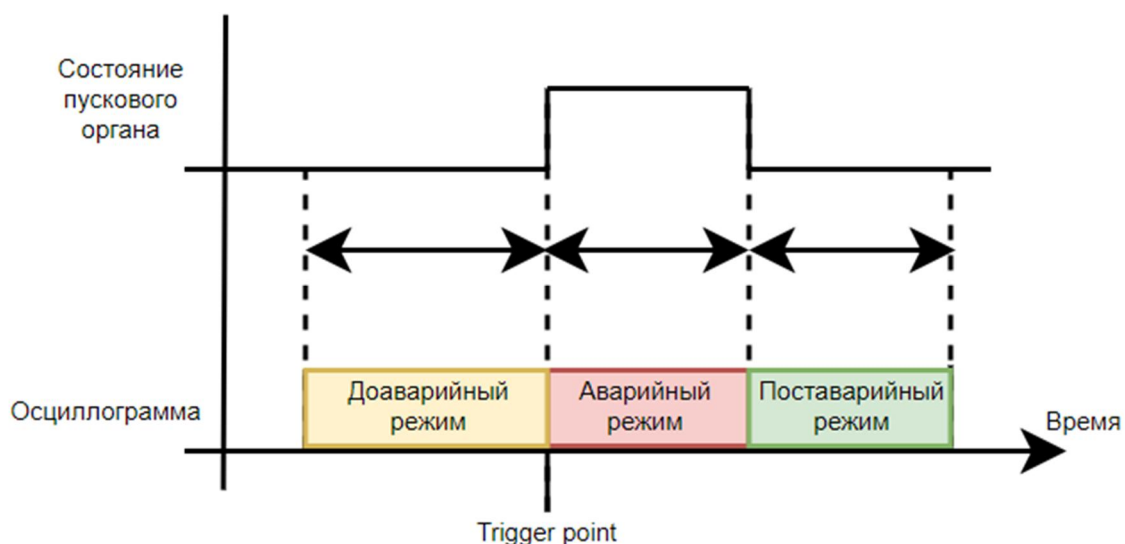 Состояние
пускового
органа
Осциллограмма
Доаварийный
режим
Аварийный
режим
Поставарийный
режим
Время
Trigger point